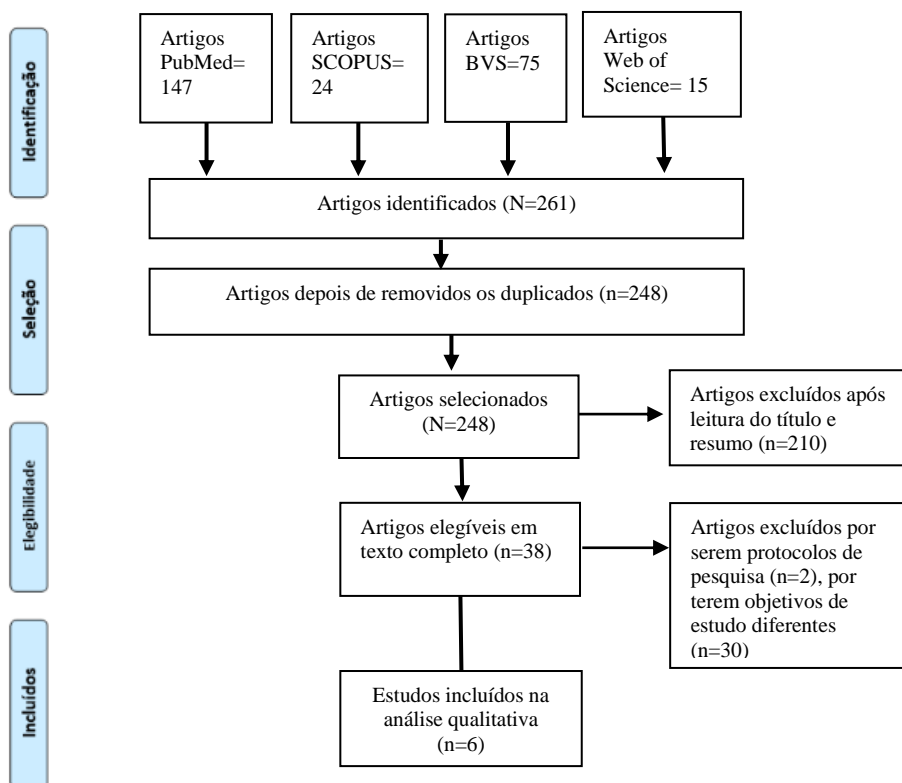 Identificação
Artigos
PubMed=
147
Artigos
SCOPUS=
24
Artigos
BVS=75
Artigos
Web of
Science= 15
Artigos identificados (N=261)
Seleção
Artigos depois de removidos os duplicados (n=248)
Artigos selecionados
(N=248)
Artigos excluídos após
leitura do título e
resumo (n=210)
Elegibilidade
Artigos elegíveis em
texto completo (n=38)
Artigos excluídos por
serem protocolos de
pesquisa (n=2), por
terem objetivos de
estudo diferentes
(n=30)
Incluídos
Estudos incluídos na
análise qualitativa
(n=6)